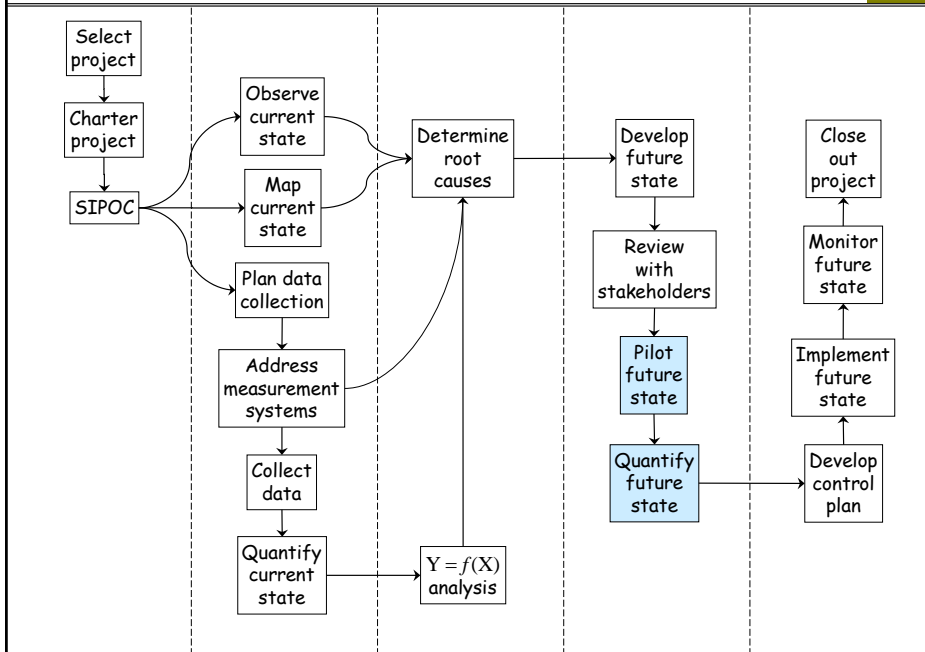 Select
project
Charter
project
SIPOC
Observe
current
state
Map
current
state
Plan data
collection
Address
measurement
systems
Collect
data
Quantify
current
state
Determine
root
causes
Y = f(X)
analysis
Develop
future
state
Review
with
stakeholders
Pilot
future
state
Quantify
future
state
Close
out
project
Monitor
future
state
Implement
future
state
Develop
control
plan